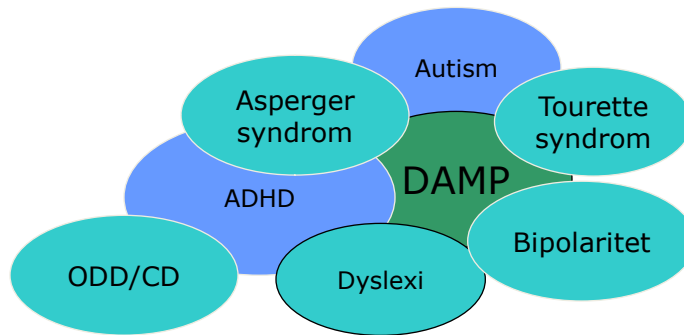 Autism
Asperger
syndrom
Tourette
syndrom
DAMP
ADHD
Bipolaritet
ODD/CD
Dyslexi